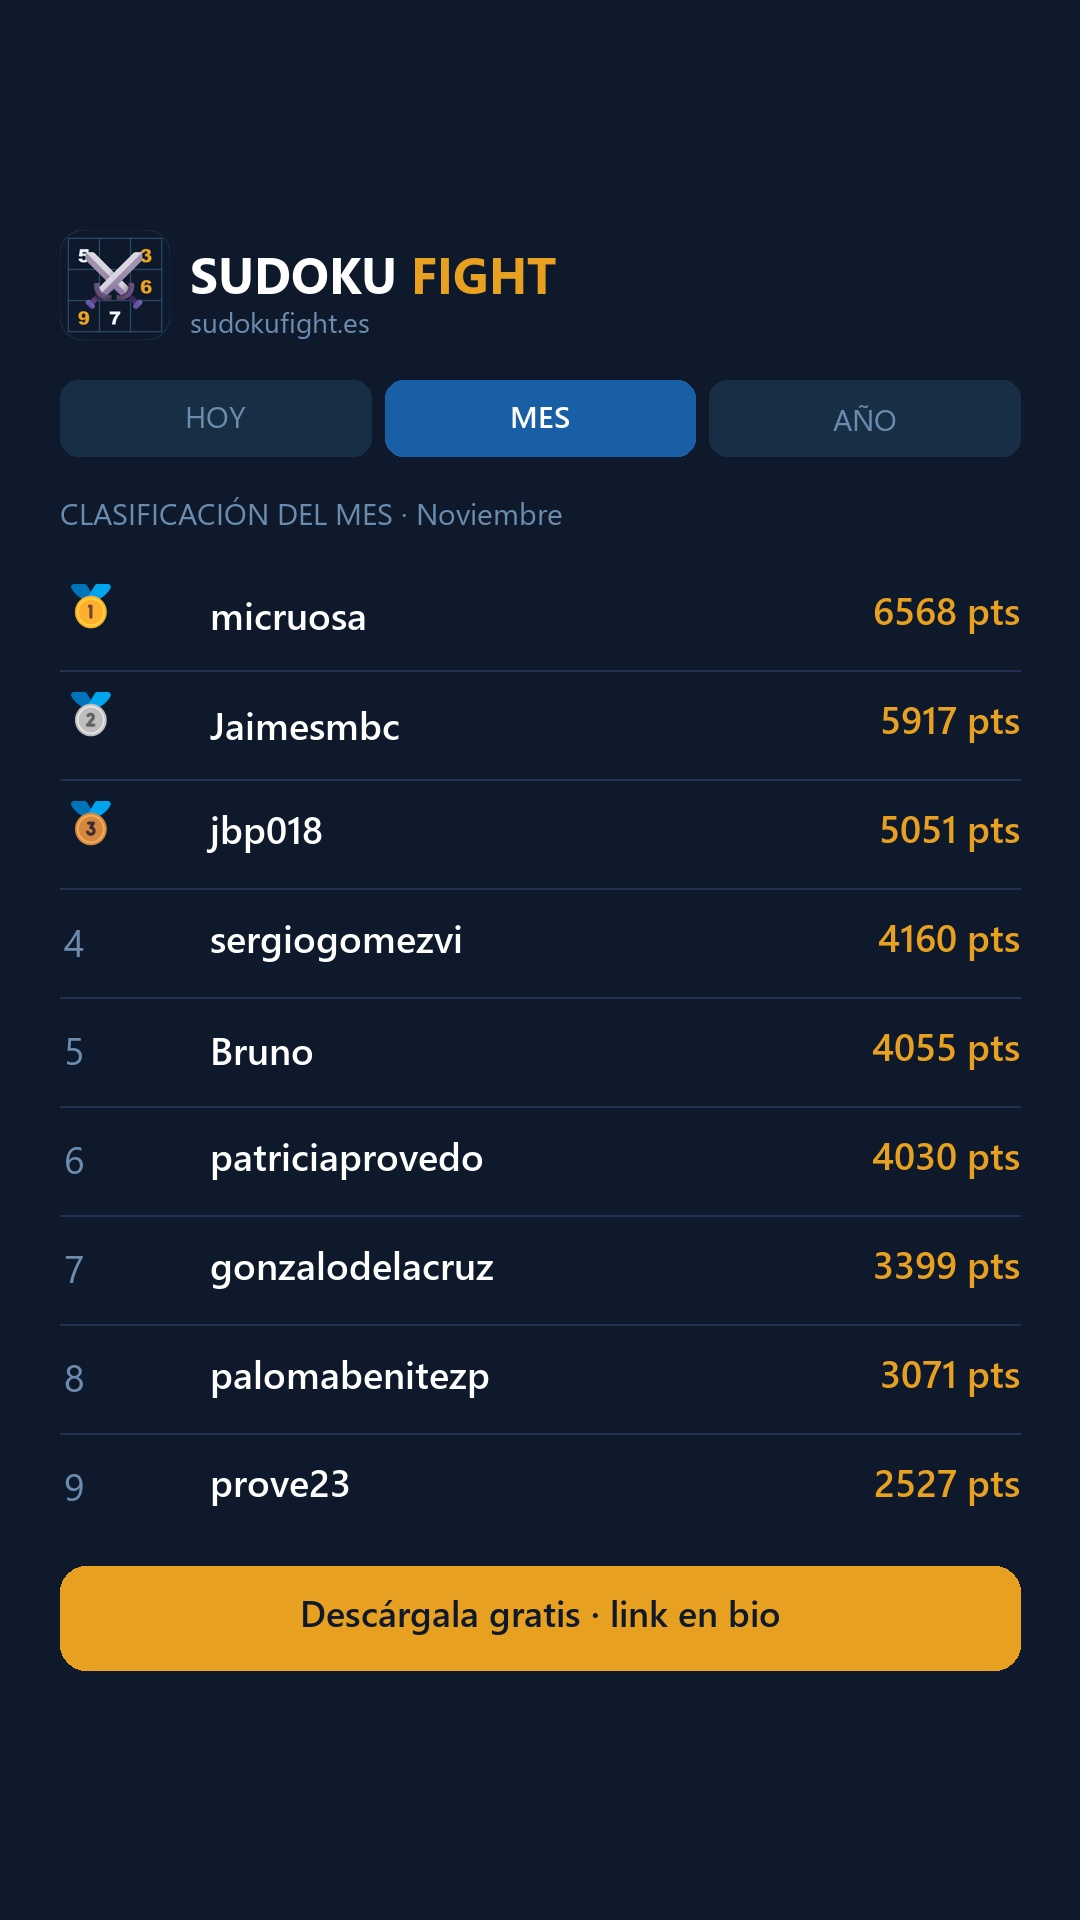 5 3
6
9 7
SUDOKU FIGHT
sudokufight.es
HOY MES AÑO
CLASIFICACIÓN DEL MES · Noviembre
1 micruosa 6568 pts
2 Jaimesmbc 5917 pts
3 jbp018 5051 pts
4 sergiogomezvi 4160 pts
5 Bruno 4055 pts
6 patriciaprovedo 4030 pts
7 gonzalodelacruz 3399 pts
8 palomabenitezp 3071 pts
9 prove23 2527 pts
Descárgala gratis · link en bio